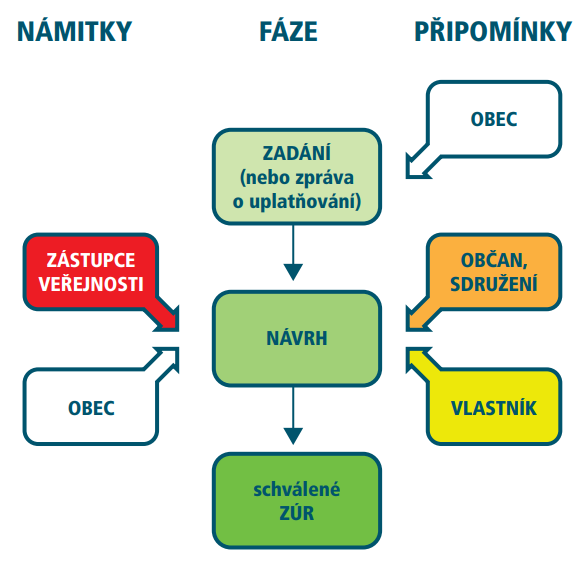 NÁMITKY
FÁZE
PŘIPOMÍNKY
OBEC
ZADÁNÍ
(nebo zpráva
o uplatňování)
ZÁSTUPCE
VEŘEJNOSTI
OBČAN,
SDRUŽENÍ
NÁVRH
OBEC
VLASTNÍK
schválené
ZÚR